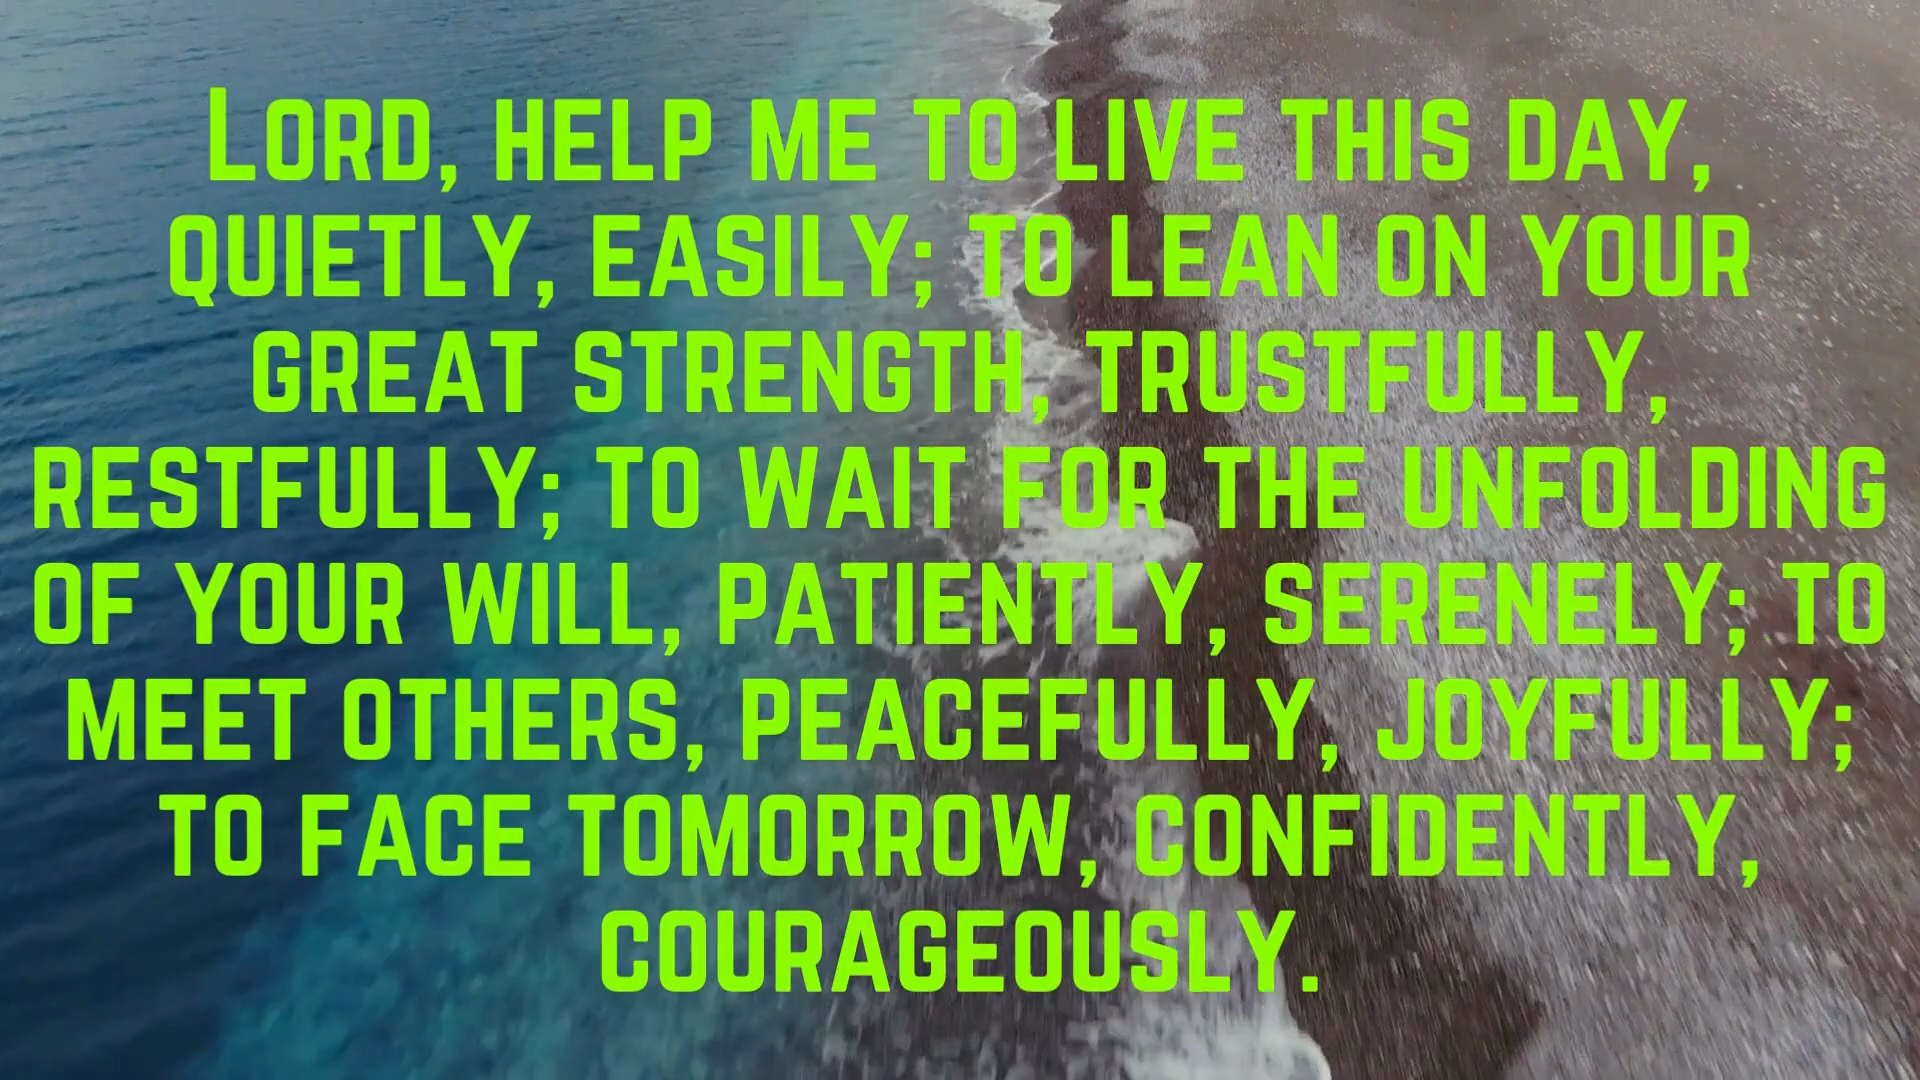 Lord, help me to live this day,
quietly, easily; to lean on your
great strength, trustfully,
restfully; to wait for the unfolding
of your will, patiently, serenely; to
meet others, peacefully, joyfully;
to face tomorrow, confidently,
courageously.